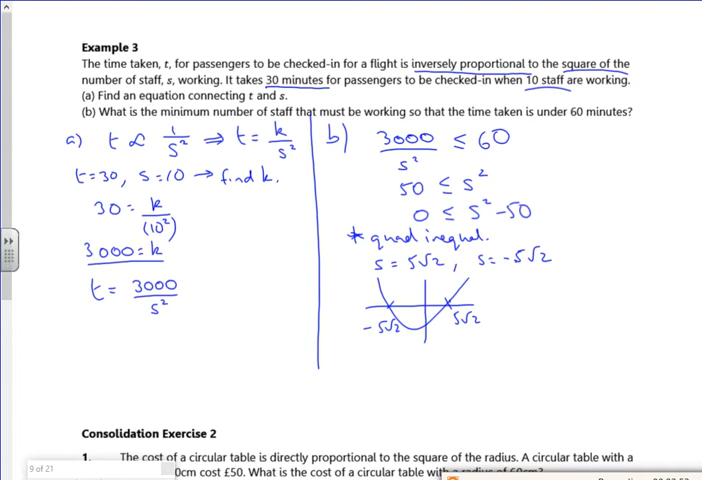 Example 3
The time taken, t, for passengers to be checked-in for a flight is inversely proportional to the square of the
number of staff, s, working. It takes 30 minutes for passengers to be checked-in when 10 staff are working.
(a) Find an equation connecting t and s.
(b) What is the minimum number of staff that must be working so that the time taken is under 60 minutes?
a) t ∝ 1/s² ⇒ t = k/s²
t=30, s=10 → find k.
30 = k/(10²)
3000 = k
t = 3000/s²
b) 3000/s² ≤ 60
50 ≤ s²
0 ≤ s² - 50
* quad inequal.
s = 5√2, s = -5√2
-5√2 5√2
Consolidation Exercise 2
1. The cost of a circular table is directly proportional to the square of the radius. A circular table with a
0cm cost £50. What is the cost of a circular table with
9 of 21